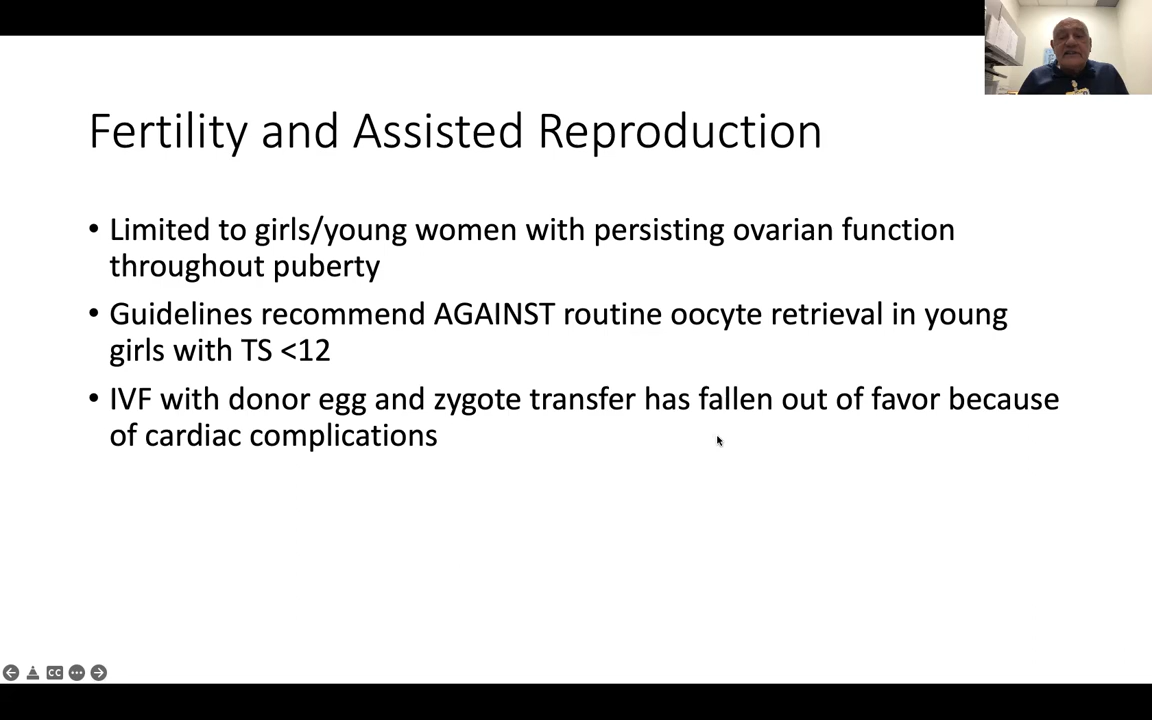 Fertility and Assisted Reproduction
• Limited to girls/young women with persisting ovarian function
throughout puberty
• Guidelines recommend AGAINST routine oocyte retrieval in young
girls with TS <12
• IVF with donor egg and zygote transfer has fallen out of favor because
of cardiac complications
CC